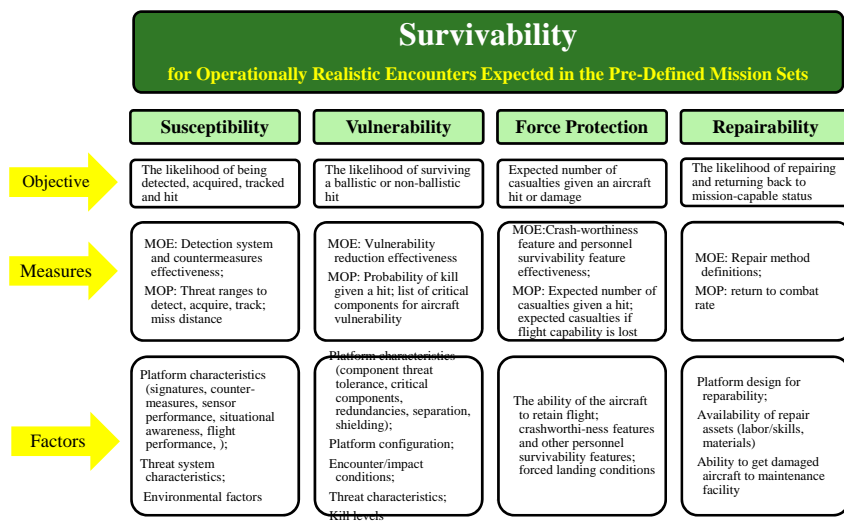 Survivability
for Operationally Realistic Encounters Expected in the Pre-Defined Mission Sets
Susceptibility
Vulnerability
Force Protection
Repairability
Objective
The likelihood of being
detected, acquired, tracked
and hit
The likelihood of surviving
a ballistic or non-ballistic
hit
Expected number of
casualties given an aircraft
hit or damage
The likelihood of repairing
and returning back to
mission-capable status
Measures
MOE: Detection system
and countermeasures
effectiveness;
MOP: Threat ranges to
detect, acquire, track;
miss distance
MOE: Vulnerability
reduction effectiveness
MOP: Probability of kill
given a hit; list of critical
components for aircraft
vulnerability
MOE:Crash-worthiness
feature and personnel
survivability feature
effectiveness;
MOP: Expected number of
casualties given a hit;
expected casualties if
flight capability is lost
MOE: Repair method
definitions;
MOP: return to combat
rate
Factors
Platform characteristics
(signatures, counter-
measures, sensor
performance, situational
awareness, flight
performance, );
Threat system
characteristics;
Environmental factors
Platform characteristics
(component threat
tolerance, critical
components,
redundancies, separation,
shielding);
Platform configuration;
Encounter/impact
conditions;
Threat characteristics;
Kill levels
The ability of the aircraft
to retain flight;
crashworthi-ness features
and other personnel
survivability features;
forced landing conditions
Platform design for
reparability;
Availability of repair
assets (labor/skills,
materials)
Ability to get damaged
aircraft to maintenance
facility